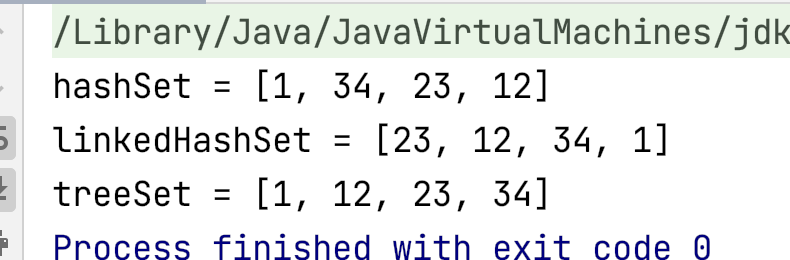 /Library/Java/JavaVirtualMachines/jdk
hashSet = [1, 34, 23, 12]
linkedHashSet = [23, 12, 34, 1]
treeSet = [1, 12, 23, 34]
Process finished with exit code 0